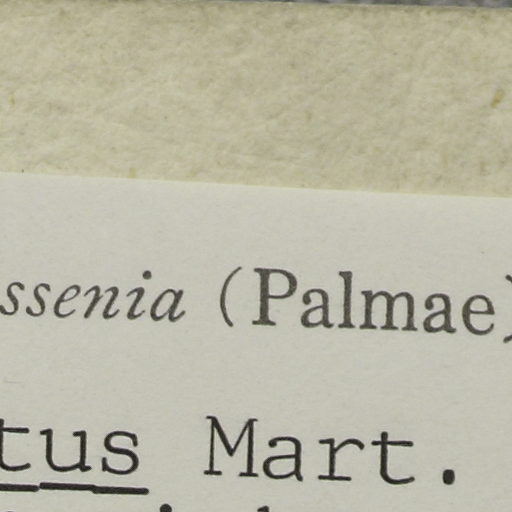 ssenia (Palmae)
tus Mart.